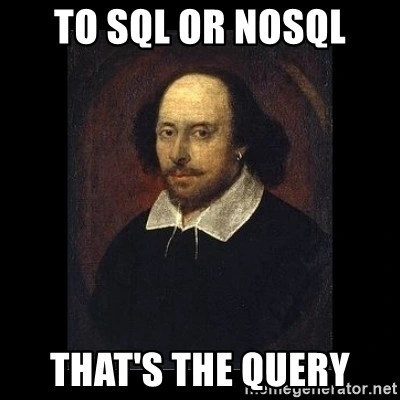 TO SQL OR NOSQL
THAT'S THE QUERY
memegenerator.net